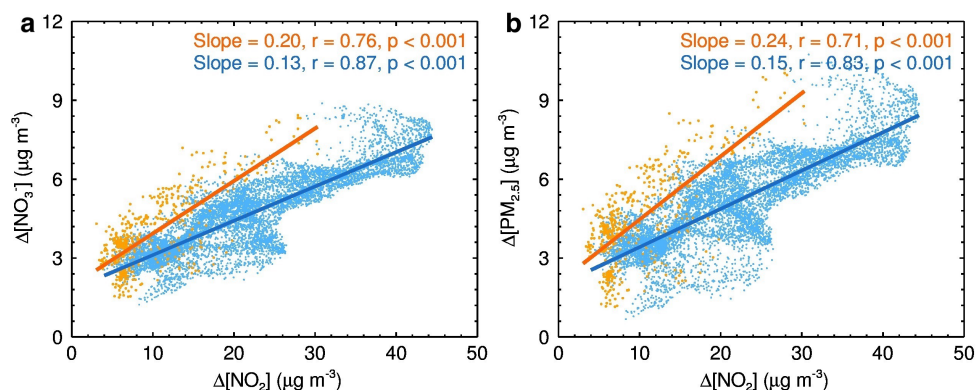 a
Slope = 0.20, r = 0.76, p < 0.001
Slope = 0.13, r = 0.87, p < 0.001
12
9
6
3
0
Δ[NO₃] (µg m⁻³)
0 10 20 30 40 50
Δ[NO₂] (µg m⁻³)
b
Slope = 0.24, r = 0.71, p < 0.001
Slope = 0.15, r = 0.83, p < 0.001
12
9
6
3
0
Δ[PM₂.₅] (µg m⁻³)
0 10 20 30 40 50
Δ[NO₂] (µg m⁻³)